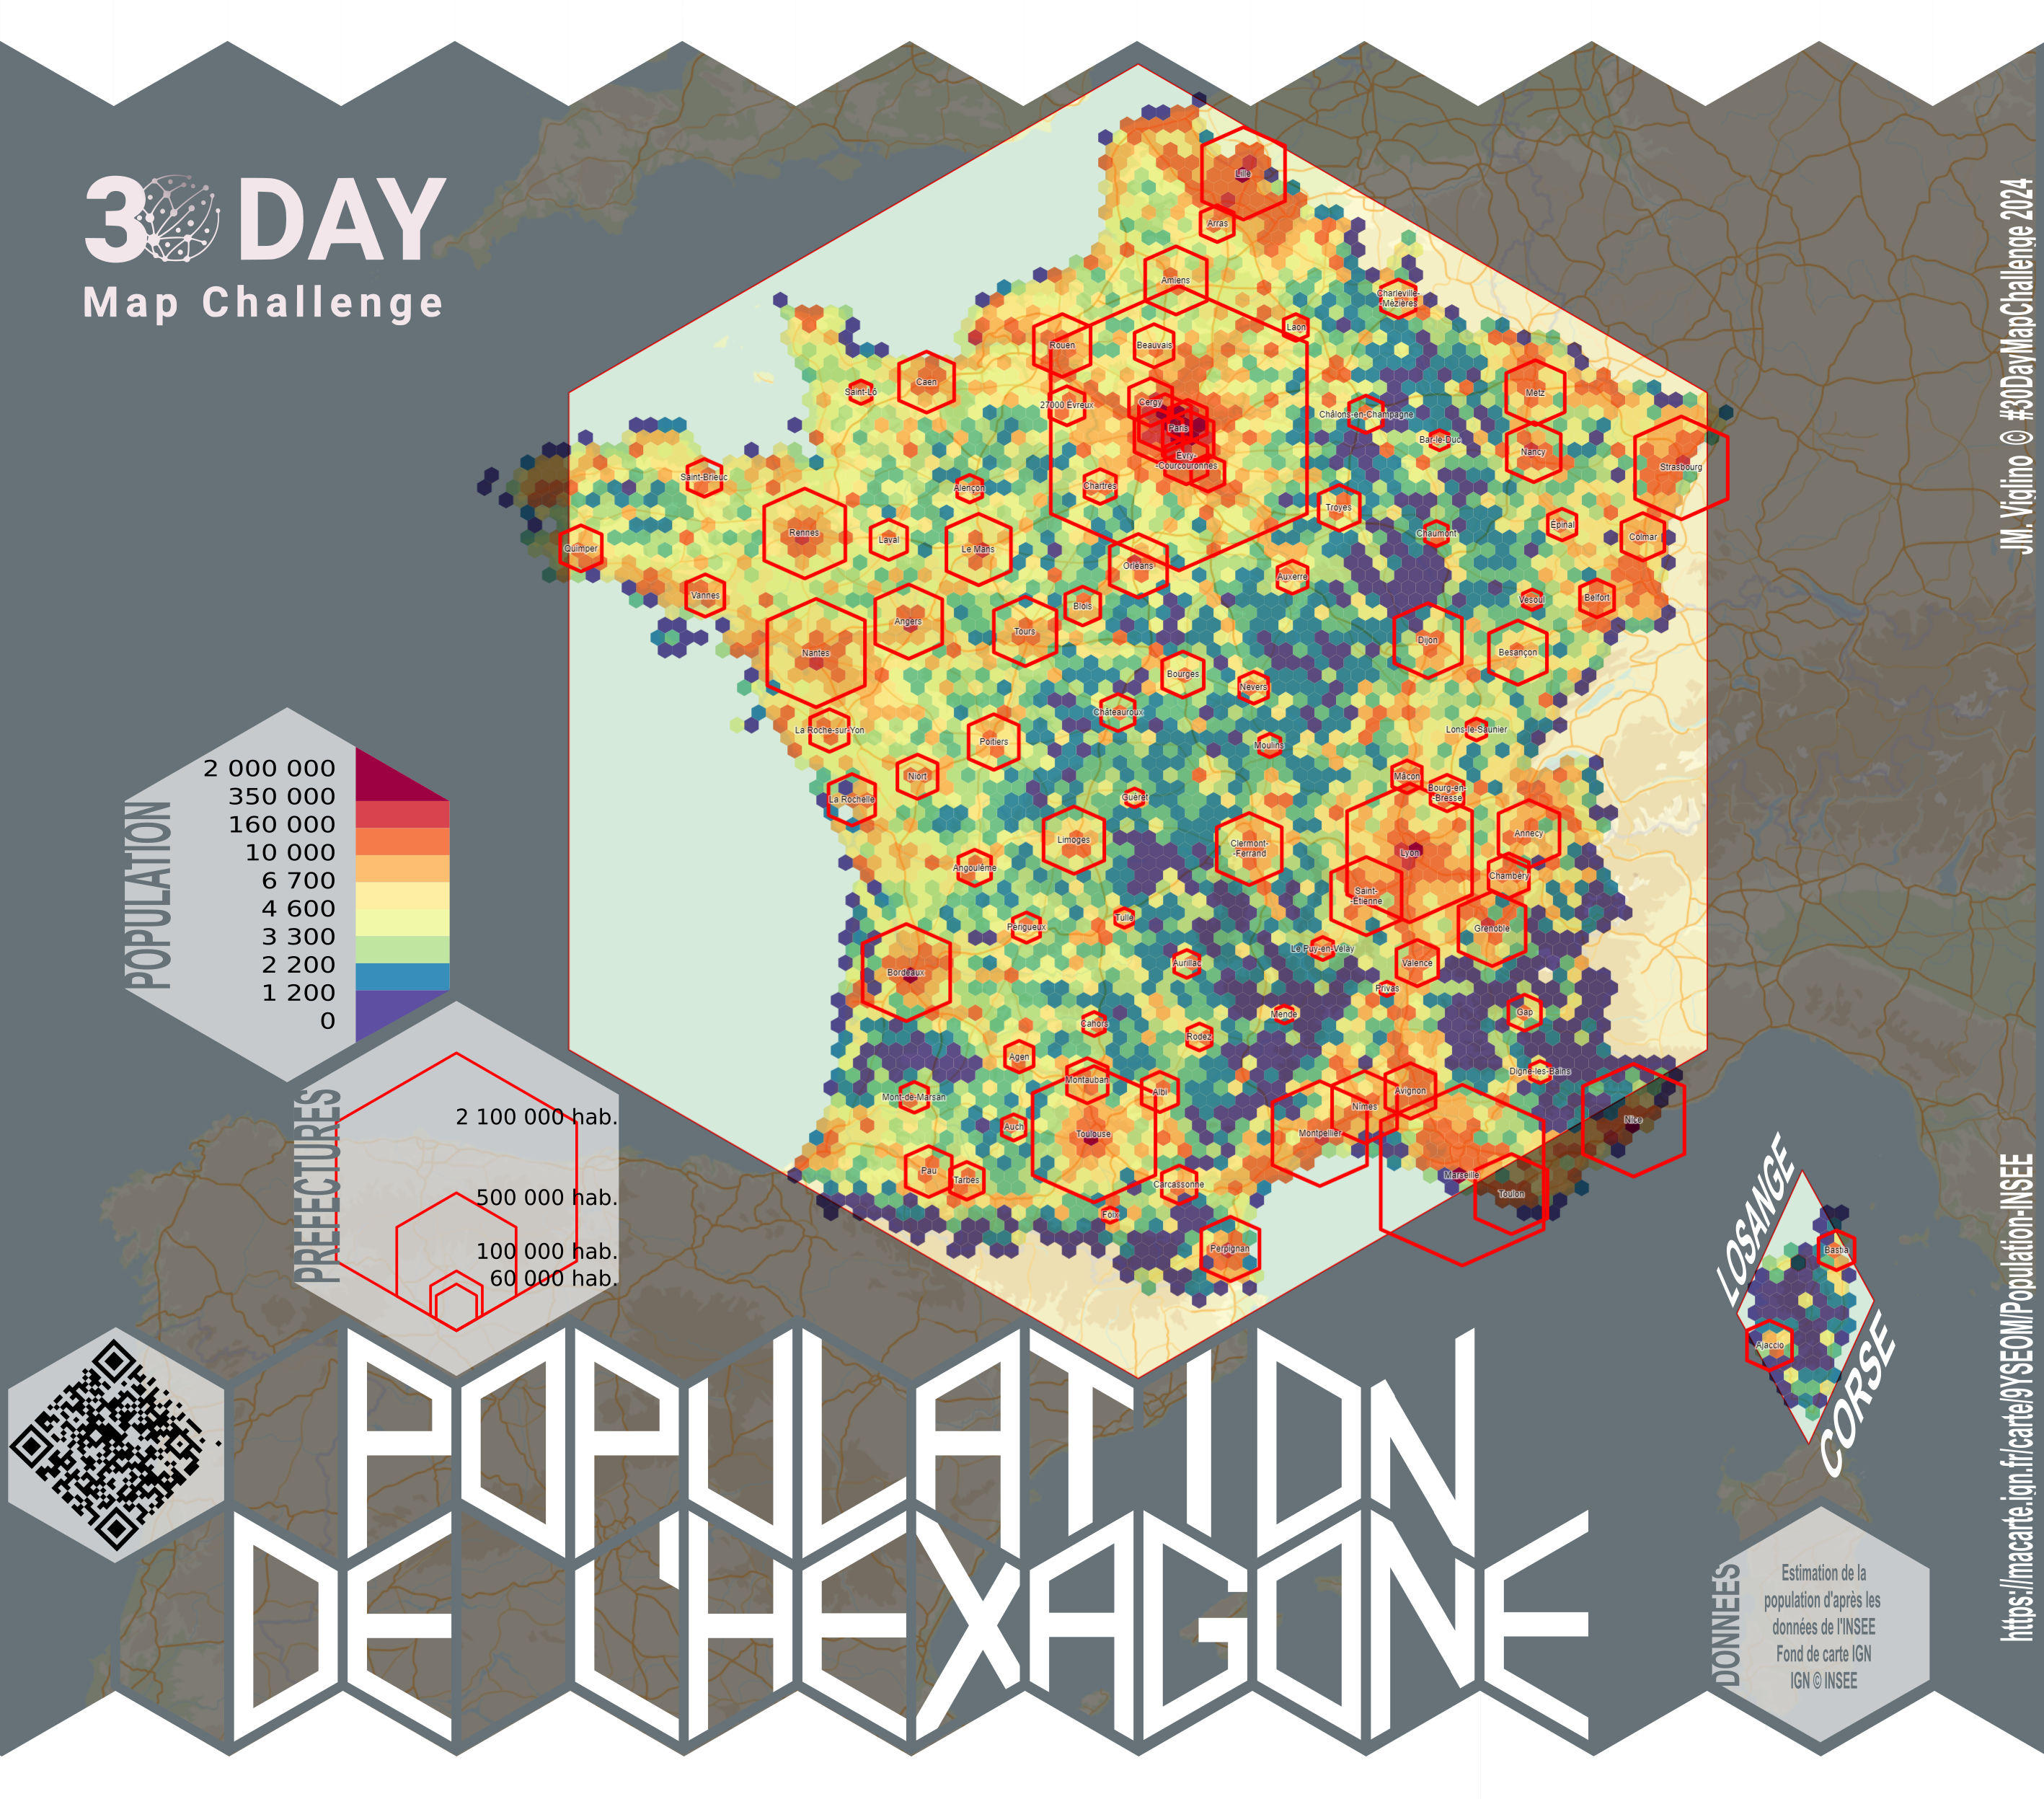 30 DAY
Map Challenge
JM. Viglino © #30DayMapChallenge 2024
https://macarte.ign.fr/carte/9YSEOM/Population-INSEE
Lille
Arras
Amiens
Charleville-
-Mézières
Laon
Rouen
Beauvais
Saint-Lô
Caen
27000 Évreux
Cergy
Paris
Évry-
-Courcouronnes
Châlons-en-Champagne
Metz
Bar-le-Duc
Nancy
Strasbourg
Saint-Brieuc
Alençon
Chartres
Troyes
Quimper
Rennes
Laval
Le Mans
Orléans
Chaumont
Épinal
Colmar
Vannes
Auxerre
Blois
Vesoul
Belfort
Nantes
Angers
Tours
Dijon
Besançon
Bourges
Nevers
Châteauroux
La Roche-sur-Yon
Poitiers
Moulins
Lons-le-Saunier
Niort
La Rochelle
Guéret
Mâcon
Bourg-en-
-Bresse
Limoges
Clermont-
-Ferrand
Lyon
Annecy
Angoulême
Saint-
-Etienne
Chambéry
Périgueux
Tulle
Grenoble
Bordeaux
Aurillac
Le Puy-en-Velay
Valence
Privas
Cahors
Mende
Gap
Rodez
Agen
Montauban
Albi
Digne-les-Bains
Mont-de-Marsan
Nîmes
Avignon
Auch
Toulouse
Montpellier
Nice
Pau
Tarbes
Carcassonne
Marseille
Toulon
Foix
Perpignan
POPULATION
2 000 000
350 000
160 000
10 000
6 700
4 600
3 300
2 200
1 200
0
PREFECTURES
2 100 000 hab.
500 000 hab.
100 000 hab.
60 000 hab.
LOSANGE
Bastia
Ajaccio
CORSE
POPULATION
DE L'HEXAGONE
DONNEES
Estimation de la
population d'après les
données de l'INSEE
Fond de carte IGN
IGN © INSEE